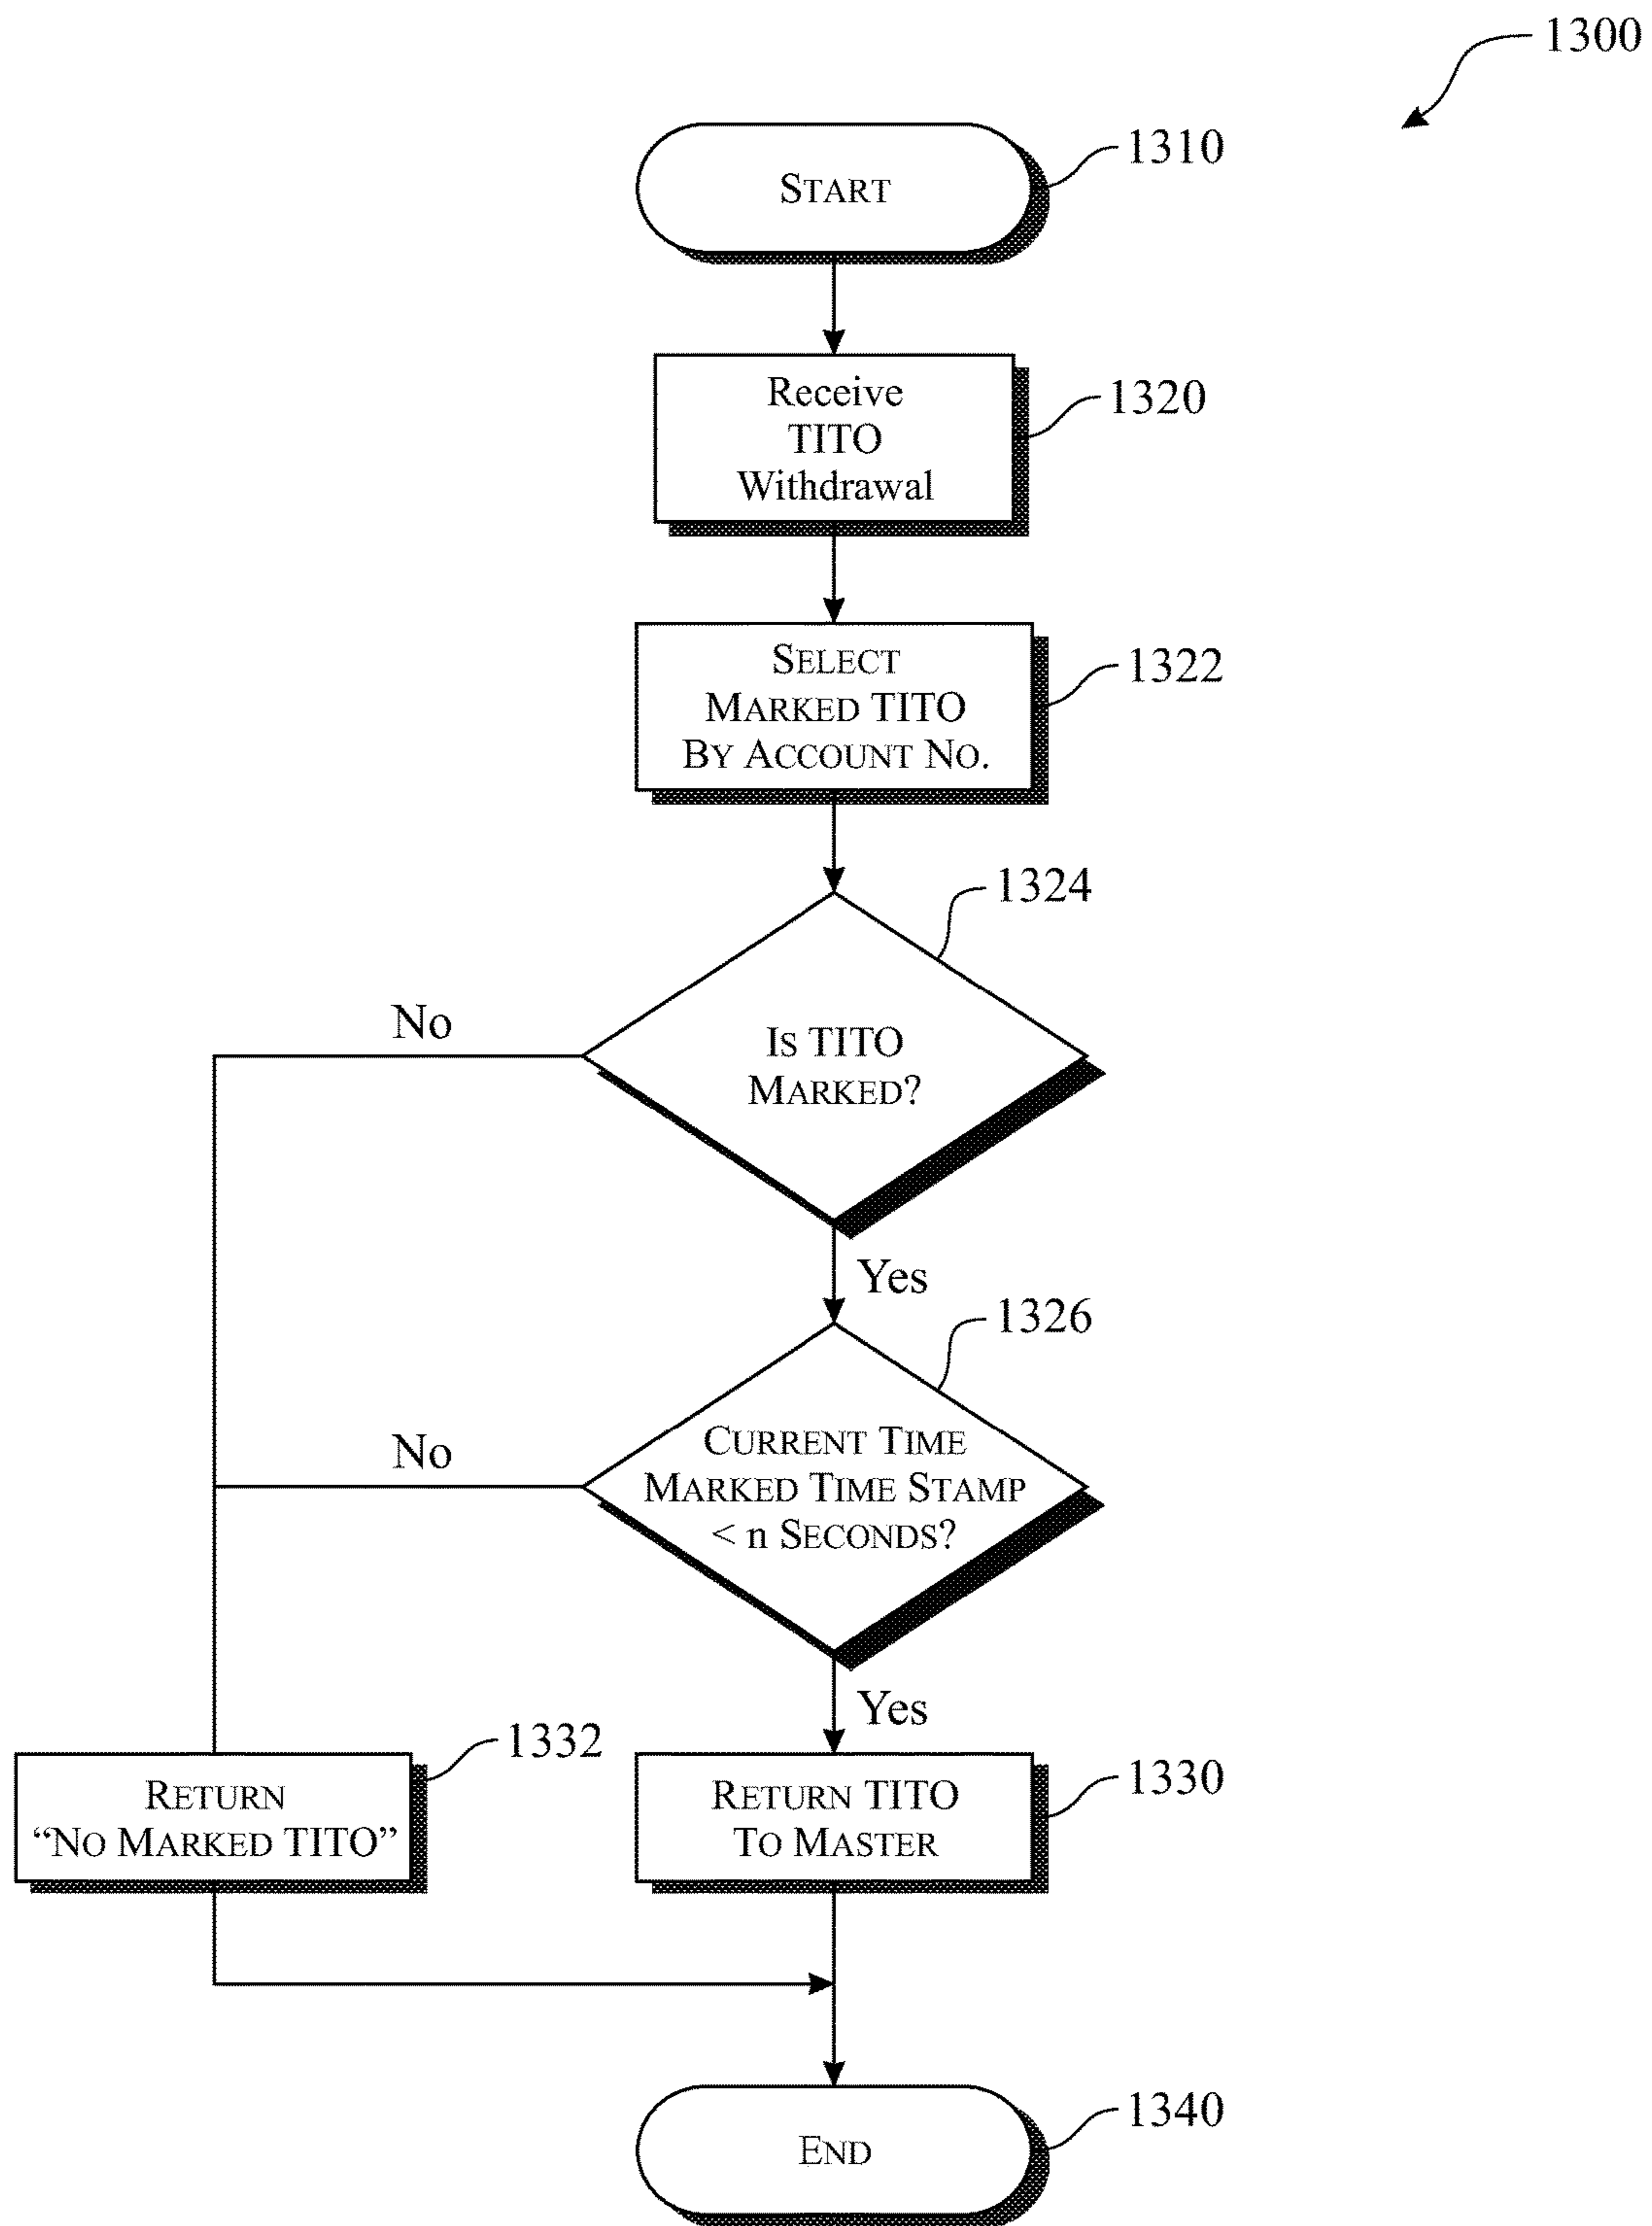 1300
START
1310
Receive
TITO
Withdrawal
1320
SELECT
MARKED TITO
BY ACCOUNT NO.
1322
1324
IS TITO
MARKED?
No
Yes
1326
CURRENT TIME
MARKED TIME STAMP
< n SECONDS?
No
Yes
1332
RETURN
“NO MARKED TITO”
RETURN TITO
TO MASTER
1330
END
1340